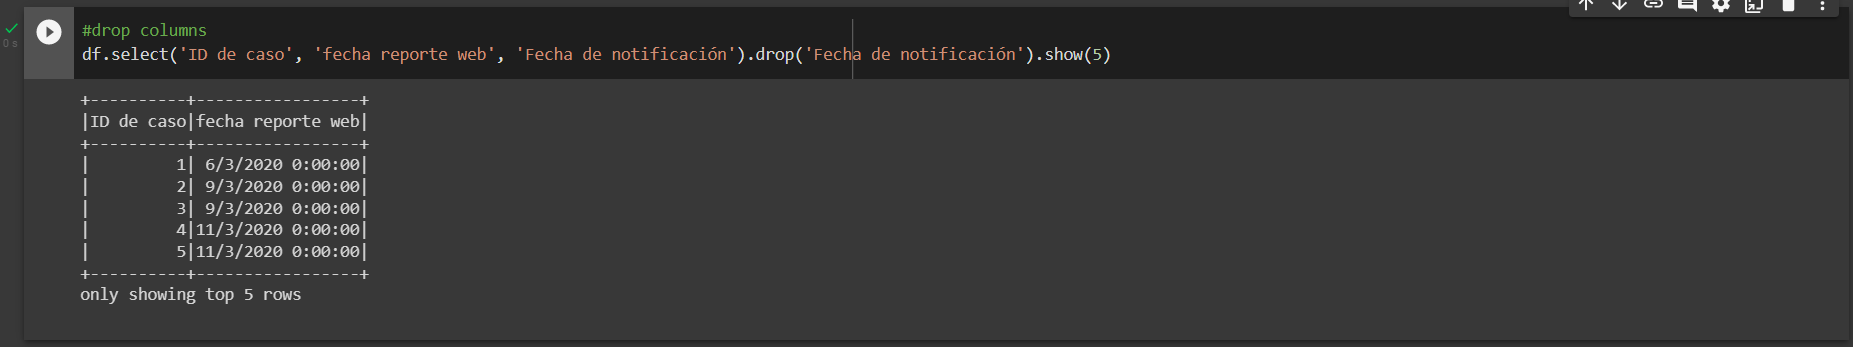 #drop columns
df.select('ID de caso', 'fecha reporte web', 'Fecha de notificación').drop('Fecha de notificación').show(5)
0 s
+----------+-----------------+
|ID de caso|fecha reporte web|
+----------+-----------------+
|         1| 6/3/2020 0:00:00|
|         2| 9/3/2020 0:00:00|
|         3| 9/3/2020 0:00:00|
|         4|11/3/2020 0:00:00|
|         5|11/3/2020 0:00:00|
+----------+-----------------+
only showing top 5 rows